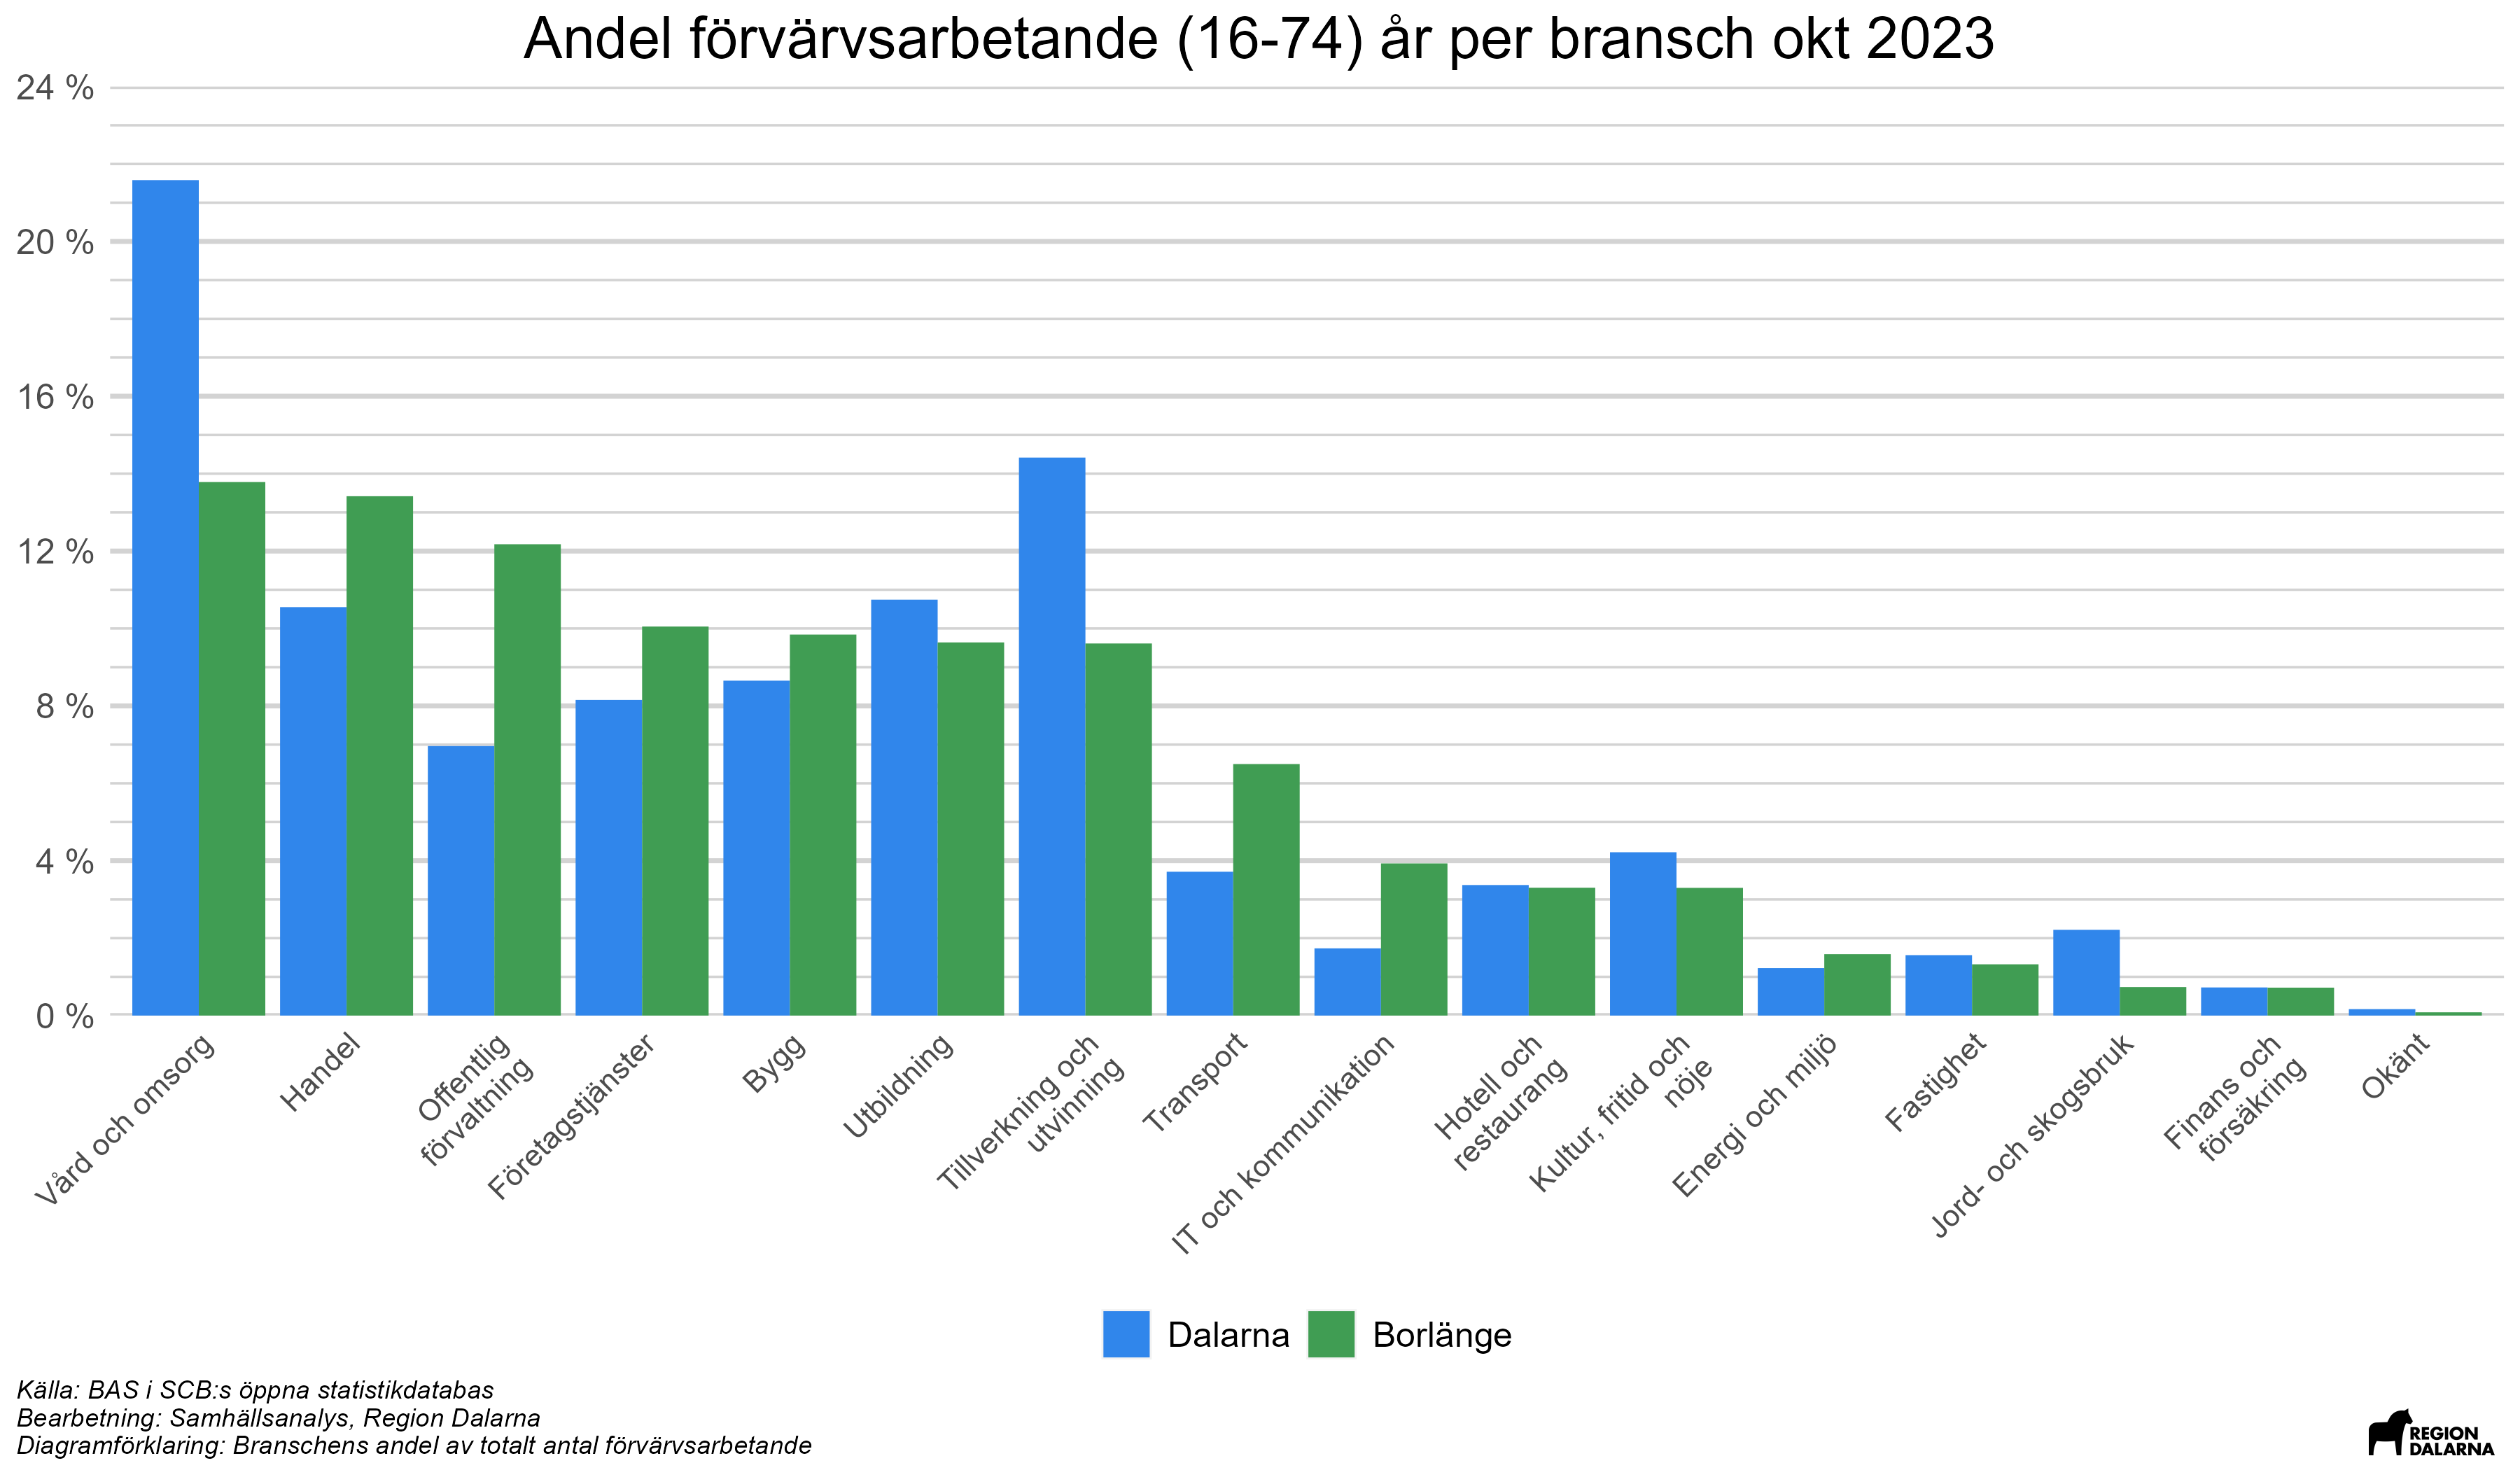 Andel förvärvsarbetande (16-74) år per bransch okt 2023
24 %
20 %
16 %
12 %
8 %
4 %
0 %
Vård och omsorg
Handel
Offentlig
förvaltning
Företagstjänster
Bygg
Utbildning
Tillverkning och
utvinning
Transport
IT och kommunikation
Hotell och
restaurang
Kultur, fritid och
nöje
Energi och miljö
Fastighet
Jord- och skogsbruk
Finans och
försäkring
Okänt
Dalarna
Borlänge
Källa: BAS i SCB:s öppna statistikdatabas
Bearbetning: Samhällsanalys, Region Dalarna
Diagramförklaring: Branschens andel av totalt antal förvärvsarbetande
REGION
DALARNA